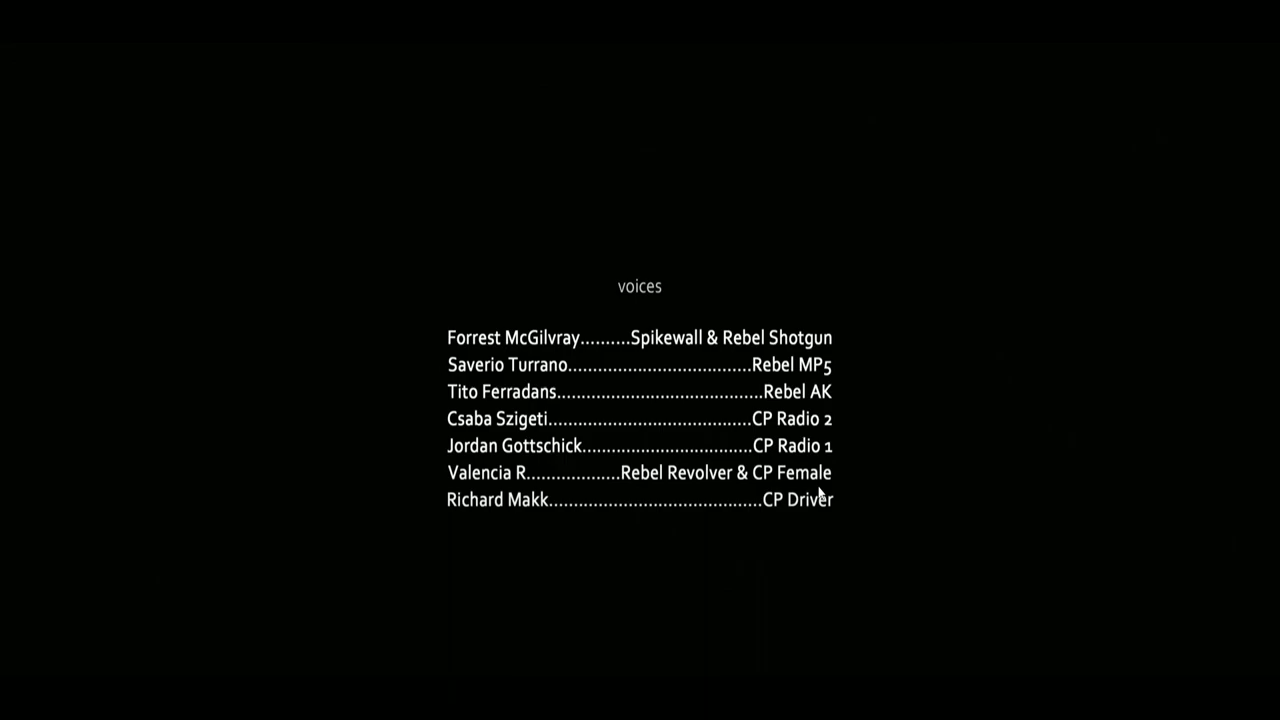 voices
Forrest McGilvray..........Spikewall & Rebel Shotgun
Saverio Turrano....................................Rebel MP5
Tito Ferradans.........................................Rebel AK
Csaba Szigeti........................................CP Radio 2
Jordan Gottschick..................................CP Radio 1
Valencia R...................Rebel Revolver & CP Female
Richard Makk..........................................CP Driver